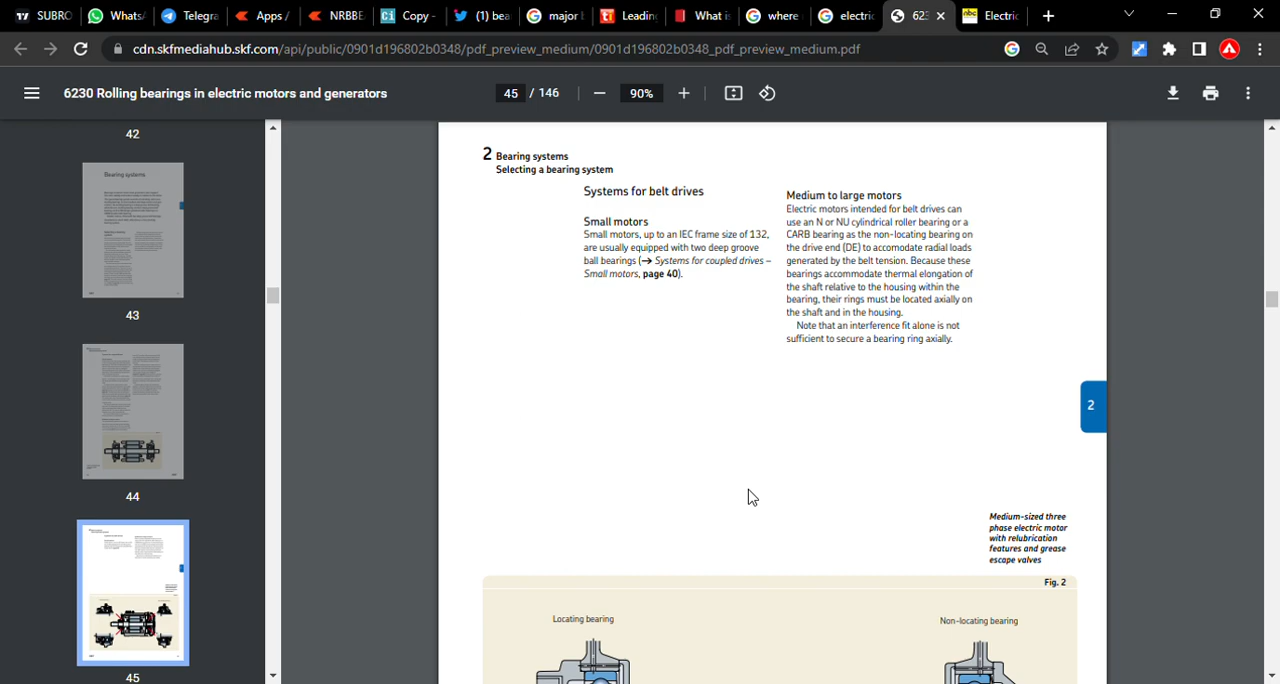 SUBRO
Whats
Telegra
Apps /
NRBBE
Copy -
(1) bea
major
Leadin
What i
where
electric
623
Electric
cdn.skfmediahub.skf.com/api/public/0901d196802b0348/pdf_preview_medium/0901d196802b0348_pdf_preview_medium.pdf
6230 Rolling bearings in electric motors and generators
45 / 146
90%
42
Bearing systems
43
44
45
2 Bearing systems
Selecting a bearing system
Systems for belt drives
Small motors
Small motors, up to an IEC frame size of 132,
are usually equipped with two deep groove
ball bearings (→ Systems for coupled drives –
Small motors, page 40).
Medium to large motors
Electric motors intended for belt drives can
use an N or NU cylindrical roller bearing or a
CARB bearing as the non-locating bearing on
the drive end (DE) to accomodate radial loads
generated by the belt tension. Because these
bearings accommodate thermal elongation of
the shaft relative to the housing within the
bearing, their rings must be located axially on
the shaft and in the housing.
Note that an interference fit alone is not
sufficient to secure a bearing ring axially.
2
Medium-sized three
phase electric motor
with relubrication
features and grease
escape valves
Fig. 2
Locating bearing
Non-locating bearing